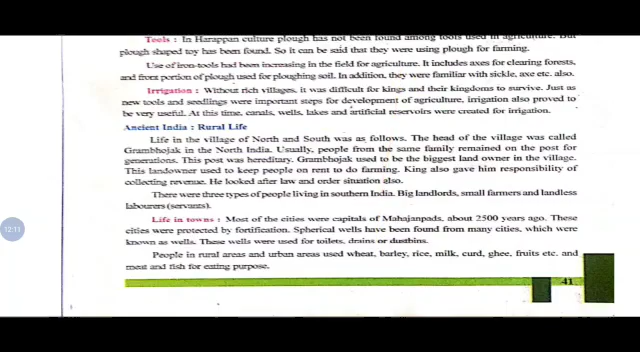 Tools : In Harappan culture plough has not been found among tools used in agriculture. But
plough shaped toy has been found. So it can be said that they were using plough for farming.
Use of iron-tools had been increasing in the field for agriculture. It includes axes for clearing forests,
and front portion of plough used for ploughing soil. In addition, they were familiar with sickle, axe etc. also.
Irrigation : Without rich villages, it was difficult for kings and their kingdoms to survive. Just as
new tools and seedlings were important steps for development of agriculture, irrigation also proved to
be very useful. At this time, canals, wells, lakes and artificial reservoirs were created for irrigation.
Ancient India : Rural Life
Life in the village of North and South was as follows. The head of the village was called
Grambhojak in the North India. Usually, people from the same family remained on the post for
generations. This post was hereditary. Grambhojak used to be the biggest land owner in the village.
This landowner used to keep people on rent to do farming. King also gave him responsibility of
collecting revenue. He looked after law and order situation also.
There were three types of people living in southern India. Big landlords, small farmers and landless
labourers (servants).
Life in towns : Most of the cities were capitals of Mahajanpads, about 2500 years ago. These
cities were protected by fortification. Spherical wells have been found from many cities, which were
known as wells. These wells were used for toilets, drains or dustbins.
People in rural areas and urban areas used wheat, barley, rice, milk, curd, ghee, fruits etc. and
meat and fish for eating purpose.
41
12:11